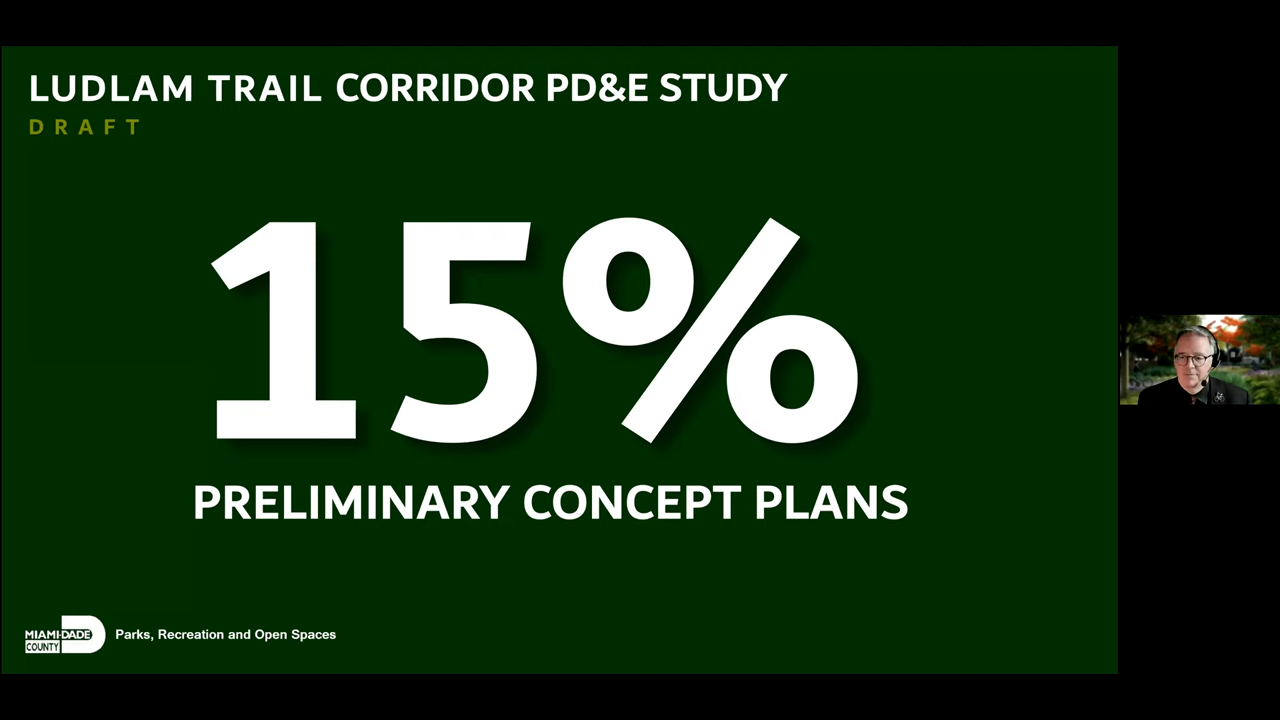 LUDLAM TRAIL CORRIDOR PD&E STUDY
DRAFT
15%
PRELIMINARY CONCEPT PLANS
MIAMI-DADE
COUNTY
Parks, Recreation and Open Spaces